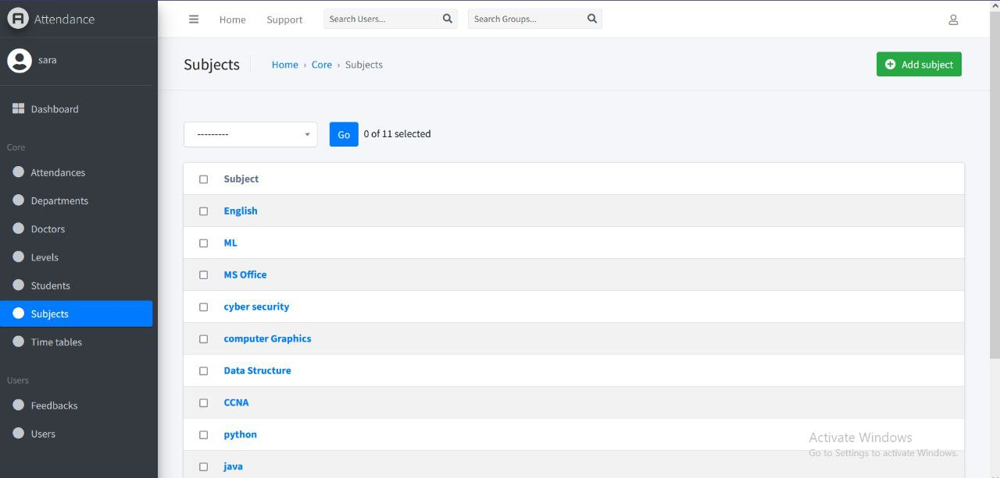 Attendance
sara
Dashboard
Core
Attendances
Departments
Doctors
Levels
Students
Subjects
Time tables
Users
Feedbacks
Users
Home Support Search Users... Search Groups...
Subjects Home › Core › Subjects Add subject
--------- Go 0 of 11 selected
Subject
English
ML
MS Office
cyber security
computer Graphics
Data Structure
CCNA
python
java
Activate Windows
Go to Settings to activate Windows.